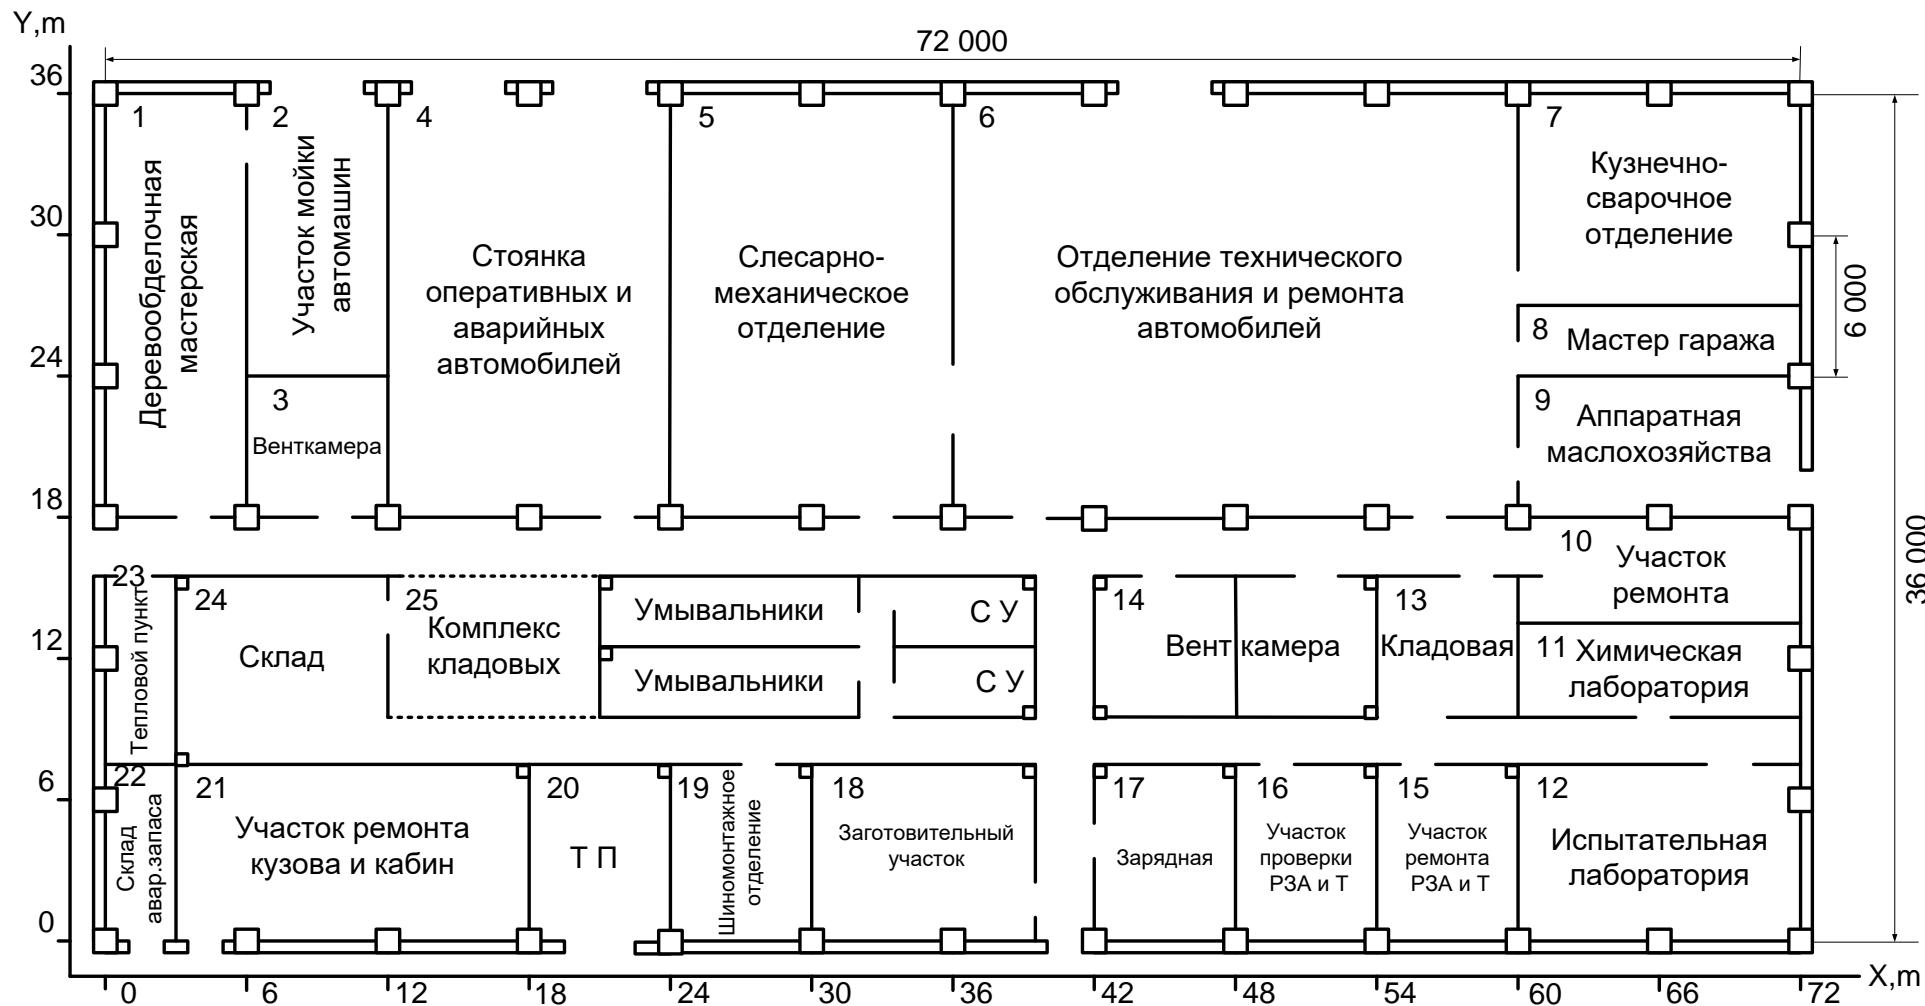 Y,m
72 000
36
1
2
4
5
6
7
Деревообделочная
мастерская
Участок мойки
автомашин
Стоянка
оперативных и
аварийных
автомобилей
Слесарно-
механическое
отделение
Отделение технического
обслуживания и ремонта
автомобилей
Кузнечно-
сварочное
отделение
30
6 000
8
Мастер гаража
24
3
Венткамера
9
Аппаратная
маслохозяйства
18
10
Участок
ремонта
36 000
23
Тепловой пункт
24
Склад
25
Комплекс
кладовых
Умывальники
С У
Умывальники
С У
14
Вент камера
13
Кладовая
11
Химическая
лаборатория
12
6
22
Склад
авар.запаса
21
Участок ремонта
кузова и кабин
20
Т П
19
Шиномонтажное
отделение
18
Заготовительный
участок
17
Зарядная
16
Участок
проверки
РЗА и Т
15
Участок
ремонта
РЗА и Т
12
Испытательная
лаборатория
0
0
6
12
18
24
30
36
42
48
54
60
66
72
X,m